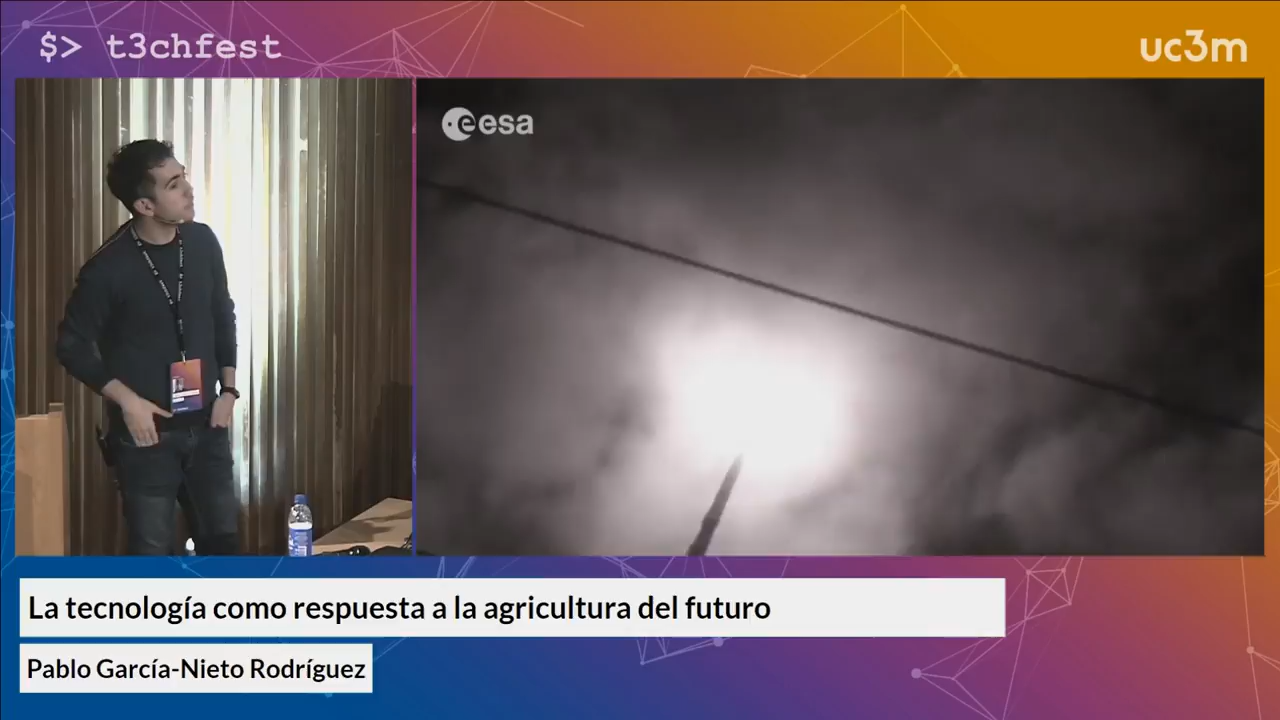 $> t3chfest
uc3m
esa
La tecnología como respuesta a la agricultura del futuro
Pablo García-Nieto Rodríguez